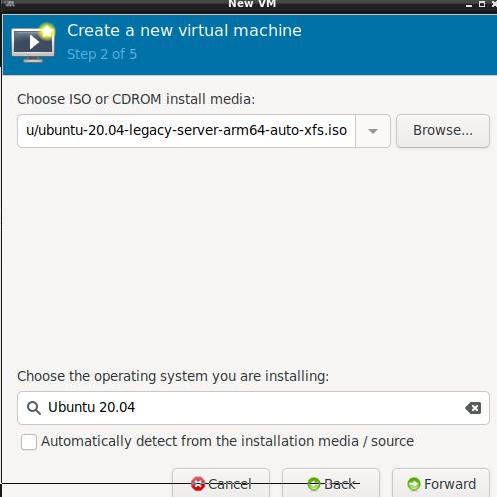 New VM
Create a new virtual machine
Step 2 of 5
Choose ISO or CDROM install media:
u/ubuntu-20.04-legacy-server-arm64-auto-xfs.iso
Browse...
Choose the operating system you are installing:
Ubuntu 20.04
Automatically detect from the installation media / source
Cancel
Back
Forward